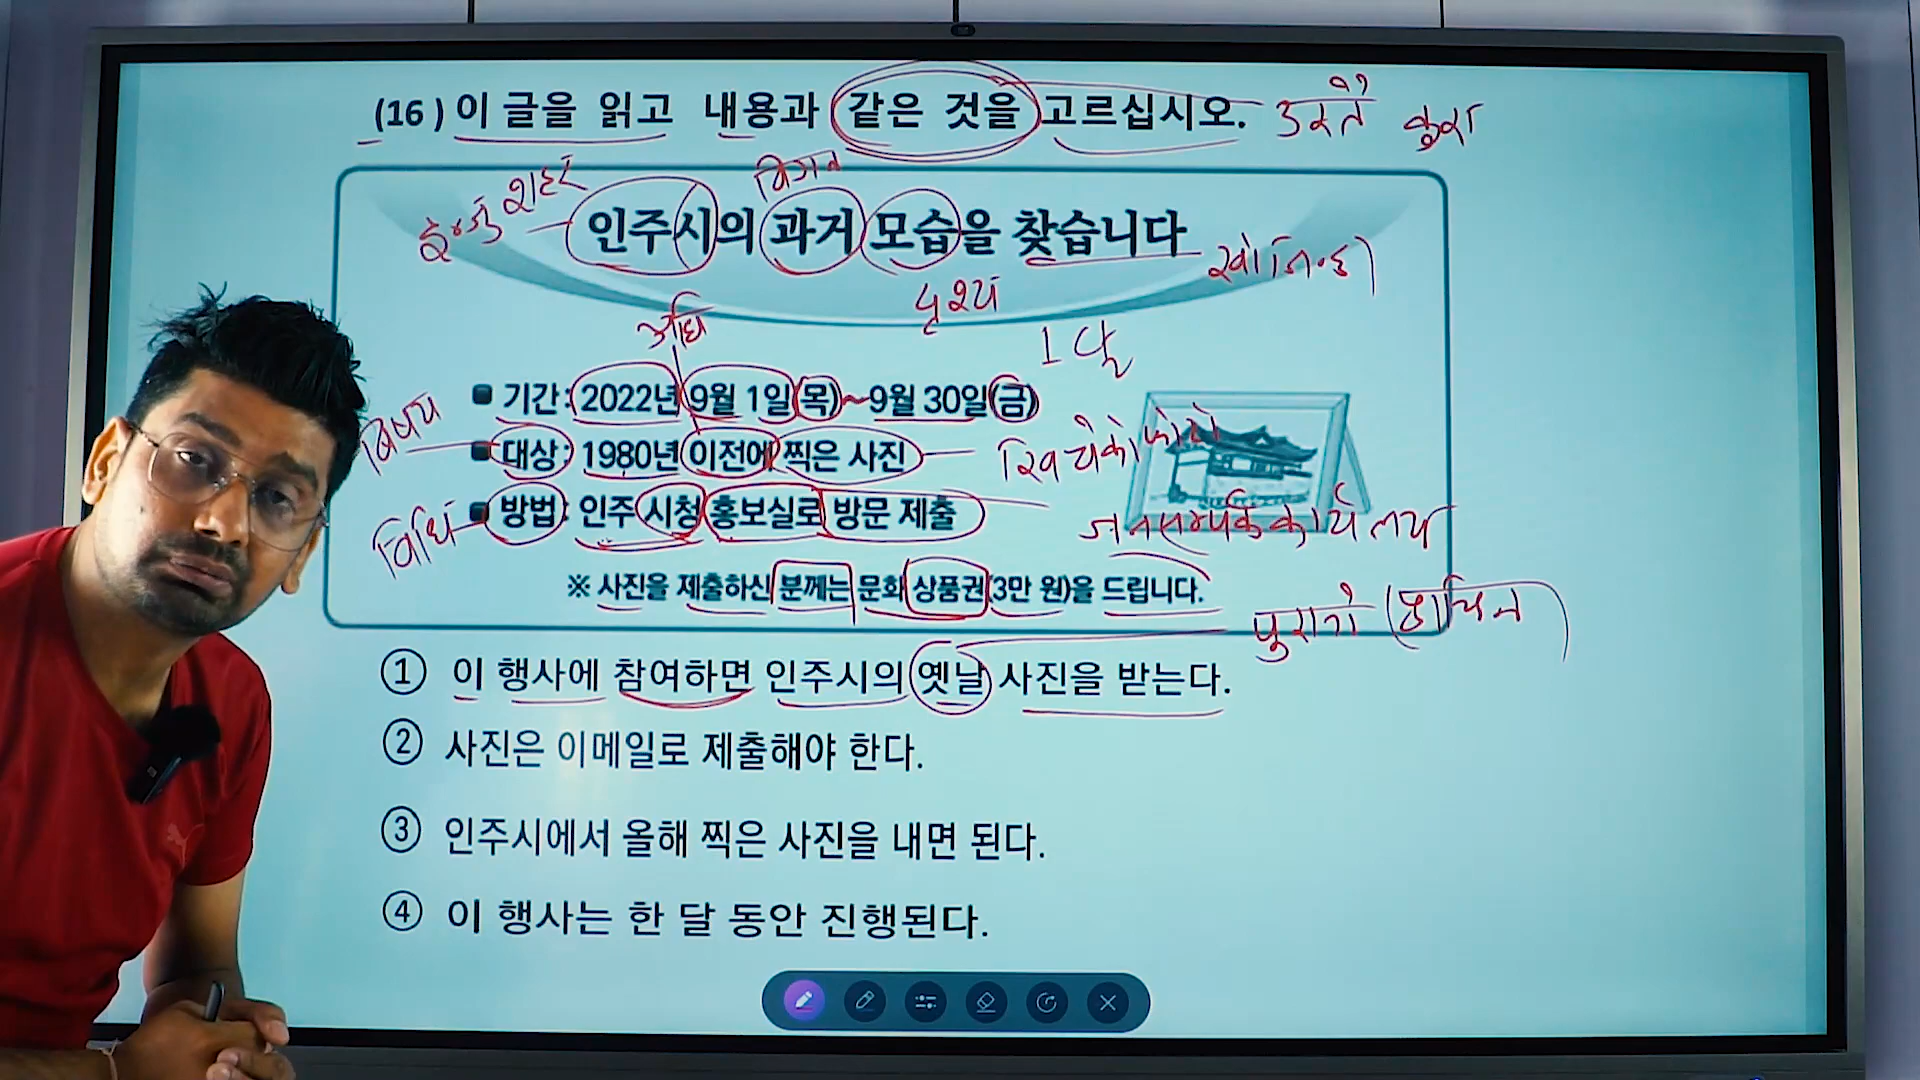 (16) 이 글을 읽고 내용과 같은 것을 고르십시오.
인주시의 과거 모습을 찾습니다
विगत
दृश्य
अघि
1 달
기간: 2022년 9월 1일(목)~9월 30일(금)
대상: 1980년 이전에 찍은 사진
विषय
방법: 인주 시청 홍보실로 방문 제출
विधि
जनसम्पर्क कार्यलय
※ 사진을 제출하신 분께는 문화 상품권(3만 원)을 드립니다.
पुरानो
① 이 행사에 참여하면 인주시의 옛날 사진을 받는다.
② 사진은 이메일로 제출해야 한다.
③ 인주시에서 올해 찍은 사진을 내면 된다.
④ 이 행사는 한 달 동안 진행된다.